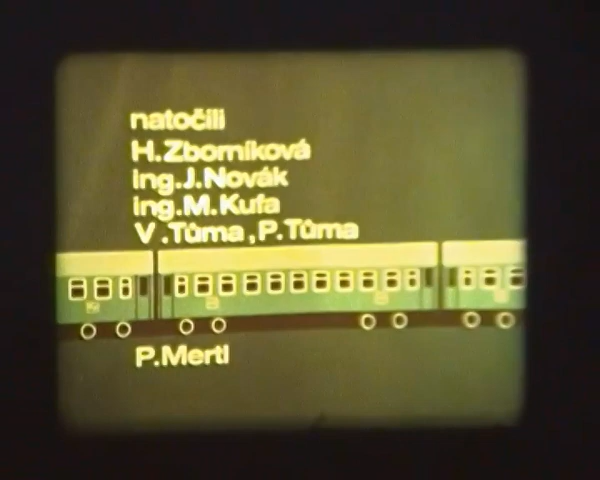 natočili
H.Zborníková
ing.J.Novák
ing.M.Kufa
V.Tůma,P.Tůma
P.Mertl